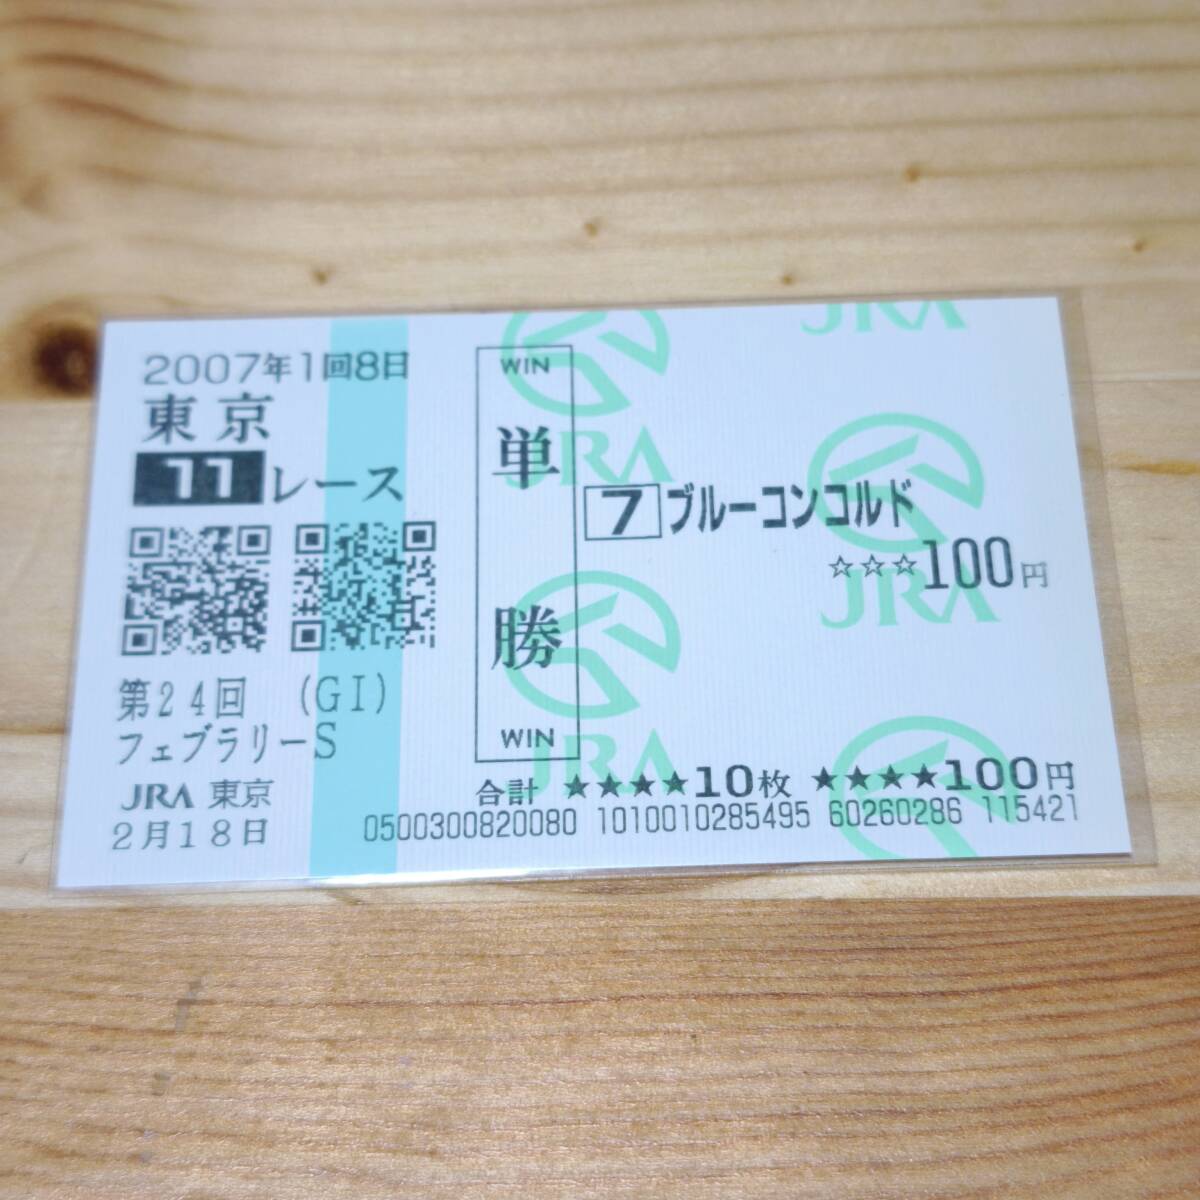 2007年1回8日
東京
11レース
第24回 (GI)
フェブラリーS
JRA 東京
2月18日
WIN
単勝
WIN
7 ブルーコンコルド
☆☆☆100円
合計 ★★★★10枚 ★★★★100円
0500300820080 1010010285495 60260286 115421
JRA
JRA
JRA
JRA